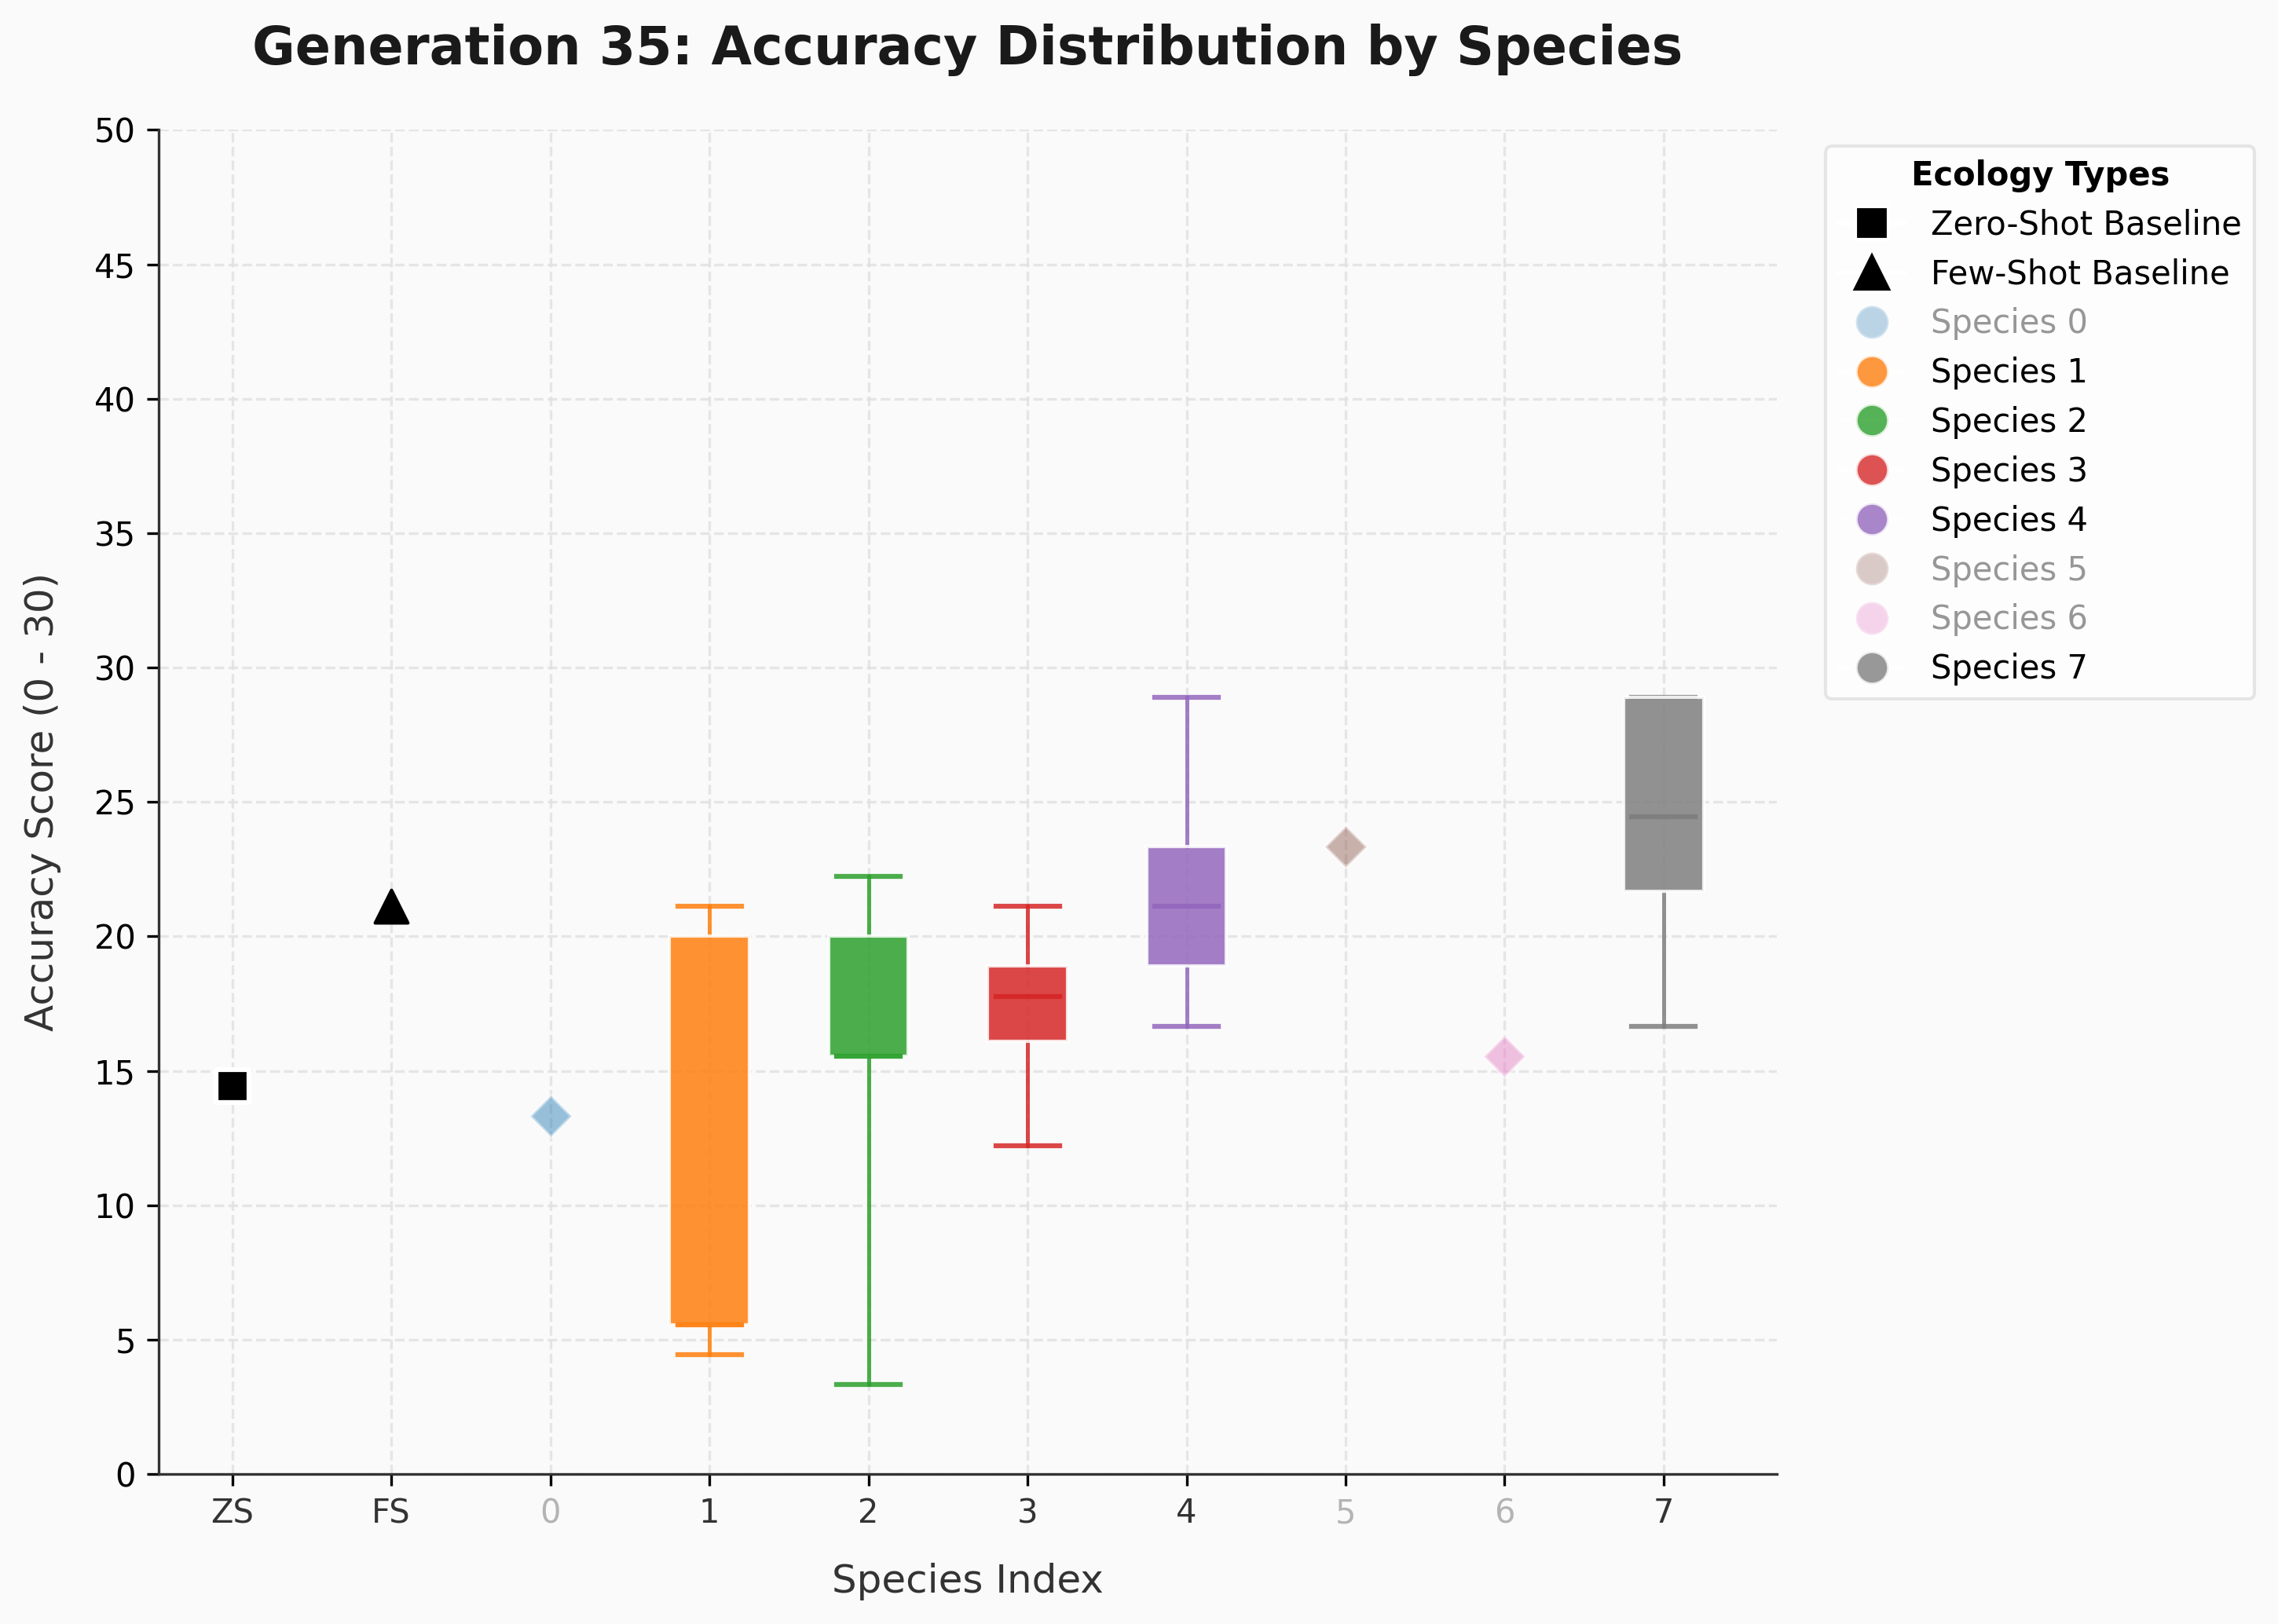 Generation 35: Accuracy Distribution by Species
Accuracy Score (0 - 30)
50
45
40
35
30
25
20
15
10
5
0
ZS FS 0 1 2 3 4 5 6 7
Species Index
Ecology Types
Zero-Shot Baseline
Few-Shot Baseline
Species 0
Species 1
Species 2
Species 3
Species 4
Species 5
Species 6
Species 7